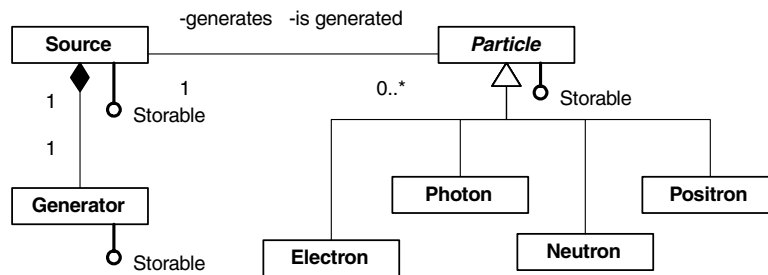 -generates -is generated
Source
Particle
1
1
0..*
Storable
Storable
1
Photon
Positron
Generator
Electron
Neutron
Storable